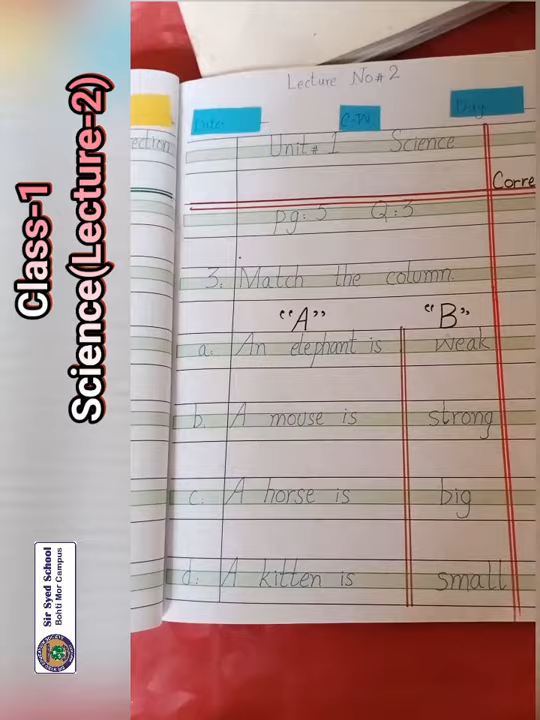 Class-1
Science(Lecture-2)
Sir Syed School
Bohti Mor Campus
Lecture No# 2
Date:
C.W
Day:
ection
Unit# 1 Science
Corre
pg: 5 Q:3
3. Match the column.
"A" "B"
a. An elephant is weak
b. A mouse is strong
c. A horse is big
d. A kitten is small